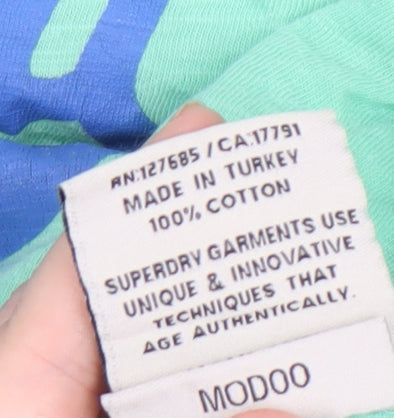 RN:127685 / CA:17791
MADE IN TURKEY
100% COTTON
SUPERDRY GARMENTS USE
UNIQUE & INNOVATIVE
TECHNIQUES THAT
AGE AUTHENTICALLY.
MODOO